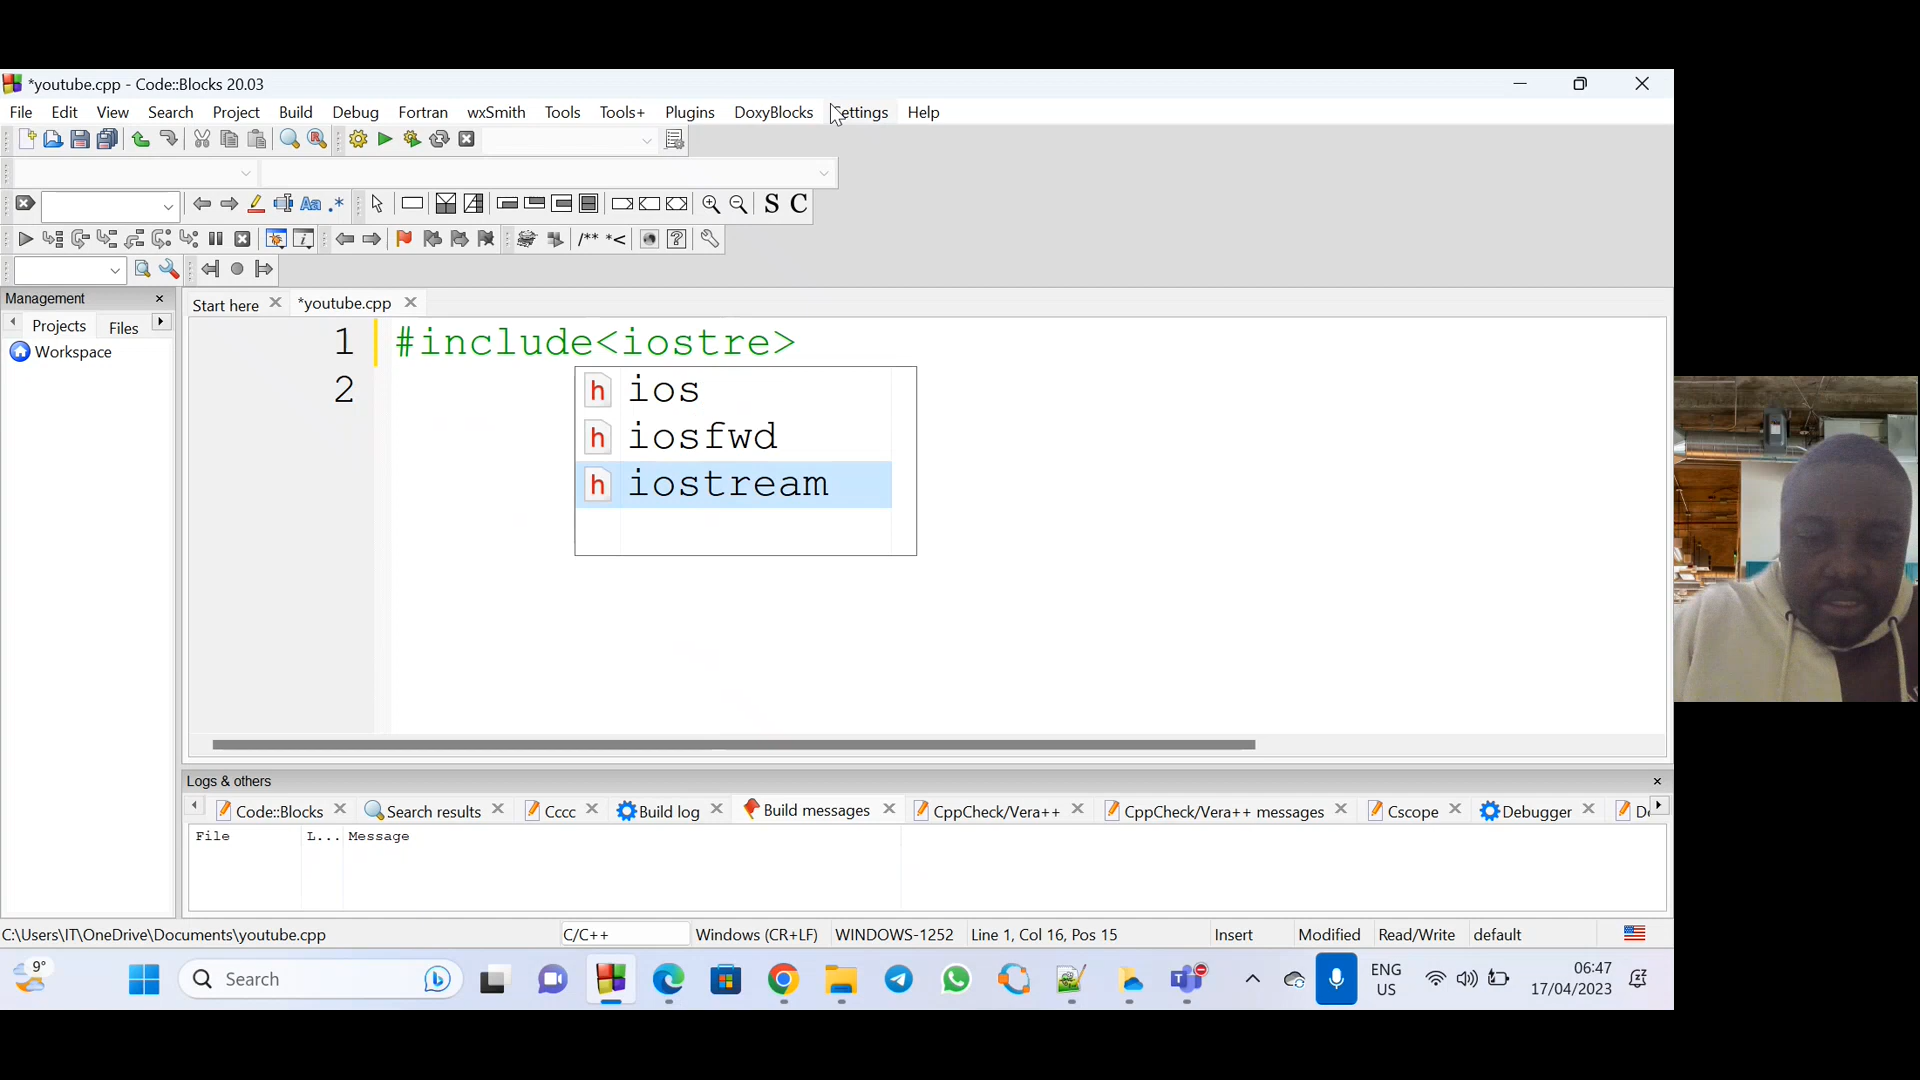 *youtube.cpp - Code::Blocks 20.03
File Edit View Search Project Build Debug Fortran wxSmith Tools Tools+ Plugins DoxyBlocks Settings Help
Aa .* S C
/** *<
Management
Projects Files
Workspace
Start here *youtube.cpp
1 #include<iostre>
2
h ios
h iosfwd
h iostream
Logs & others
Code::Blocks Search results Cccc Build log Build messages CppCheck/Vera++ CppCheck/Vera++ messages Cscope Debugger
File L... Message
C:\Users\IT\OneDrive\Documents\youtube.cpp C/C++ Windows (CR+LF) WINDOWS-1252 Line 1, Col 16, Pos 15 Insert Modified Read/Write default
9° Search ENG US 06:47 17/04/2023